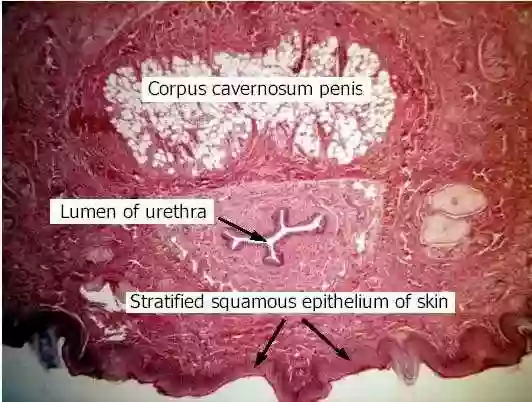 Corpus cavernosum penis
Lumen of urethra
Stratified squamous epithelium of skin